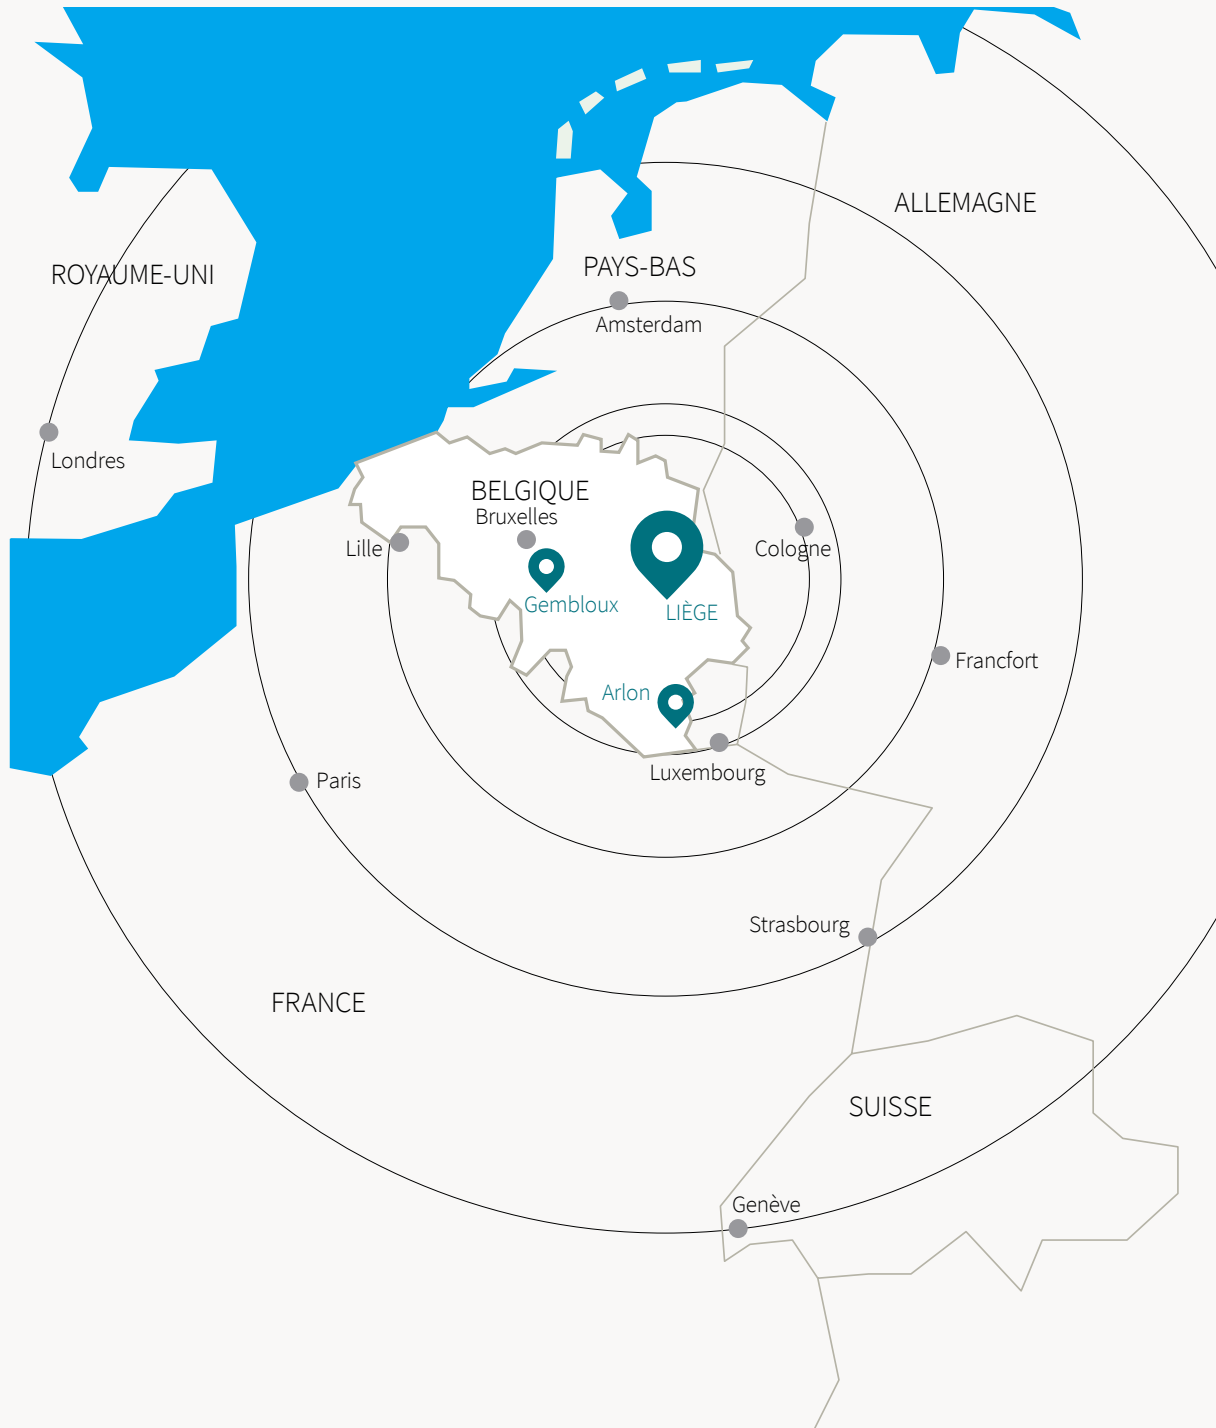 ALLEMAGNE
ROYAUME-UNI
PAYS-BAS
Amsterdam
Londres
BELGIQUE
Bruxelles
Lille
Cologne
Gembloux
LIÈGE
Francfort
Arlon
Luxembourg
Paris
Strasbourg
FRANCE
SUISSE
Genève